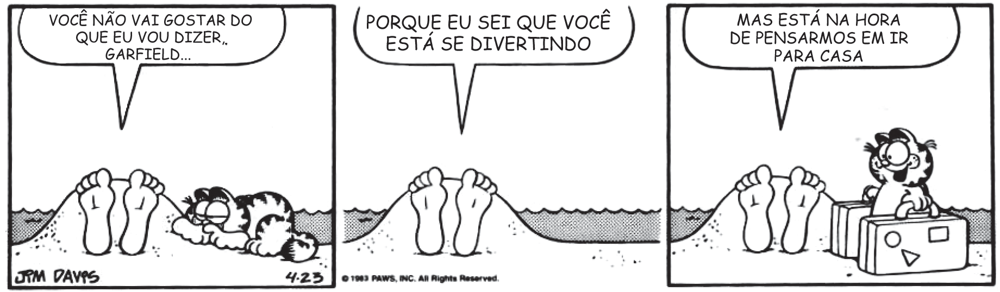 VOCÊ NÃO VAI GOSTAR DO
QUE EU VOU DIZER,
GARFIELD...
PORQUE EU SEI QUE VOCÊ
ESTÁ SE DIVERTINDO
MAS ESTÁ NA HORA
DE PENSARMOS EM IR
PARA CASA
JIM DAVIS
4-23
© 1983 PAWS, INC. All Rights Reserved.